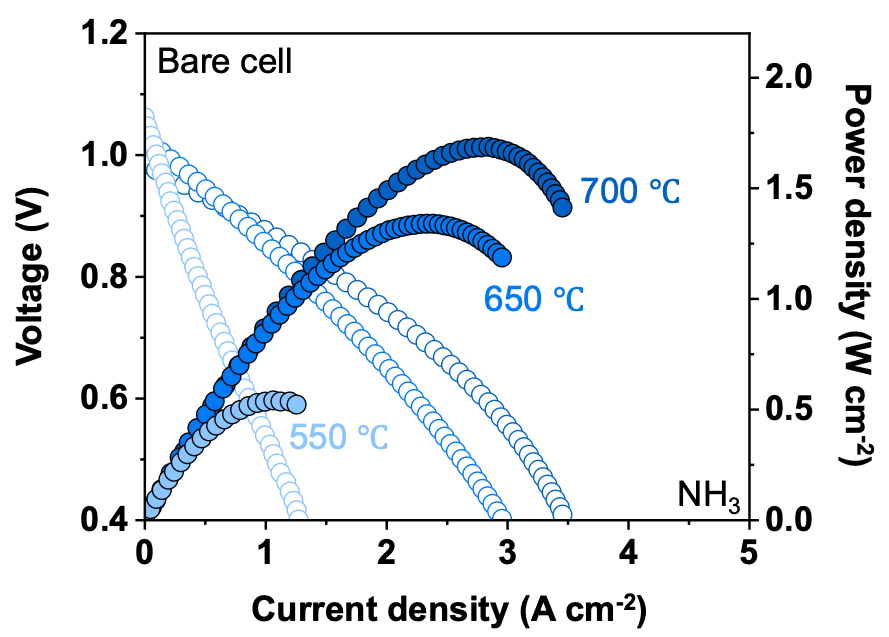 Bare cell
1.2
1.0
0.8
0.6
0.4
Voltage (V)
2.0
1.5
1.0
0.5
0.0
Power density (W cm⁻²)
700 ℃
650 ℃
550 ℃
NH₃
0 1 2 3 4 5
Current density (A cm⁻²)